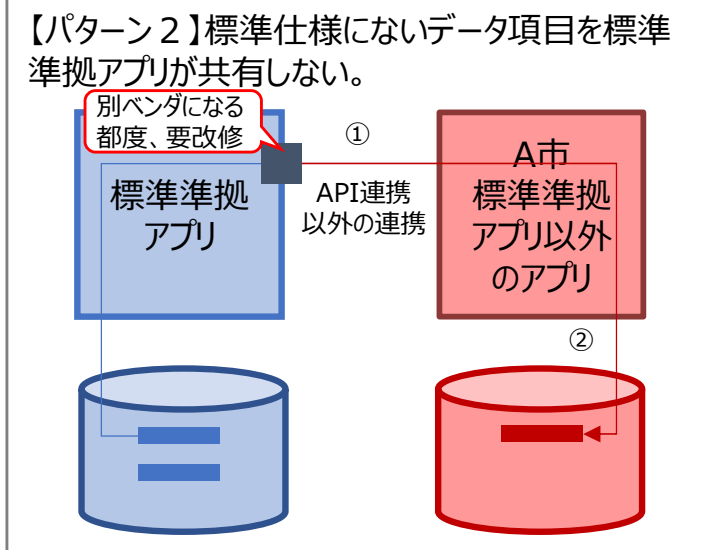 【パターン２】標準仕様にないデータ項目を標準
準拠アプリが共有しない。
別ベンダになる
都度、要改修
①
標準準拠
アプリ
API連携
以外の連携
A市
標準準拠
アプリ以外
のアプリ
②